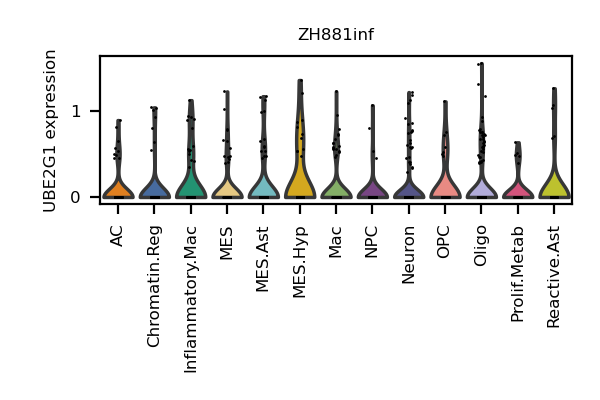 ZH881inf
UBE2G1 expression
1
0
AC
Chromatin.Reg
Inflammatory.Mac
MES
MES.Ast
MES.Hyp
Mac
NPC
Neuron
OPC
Oligo
Prolif.Metab
Reactive.Ast